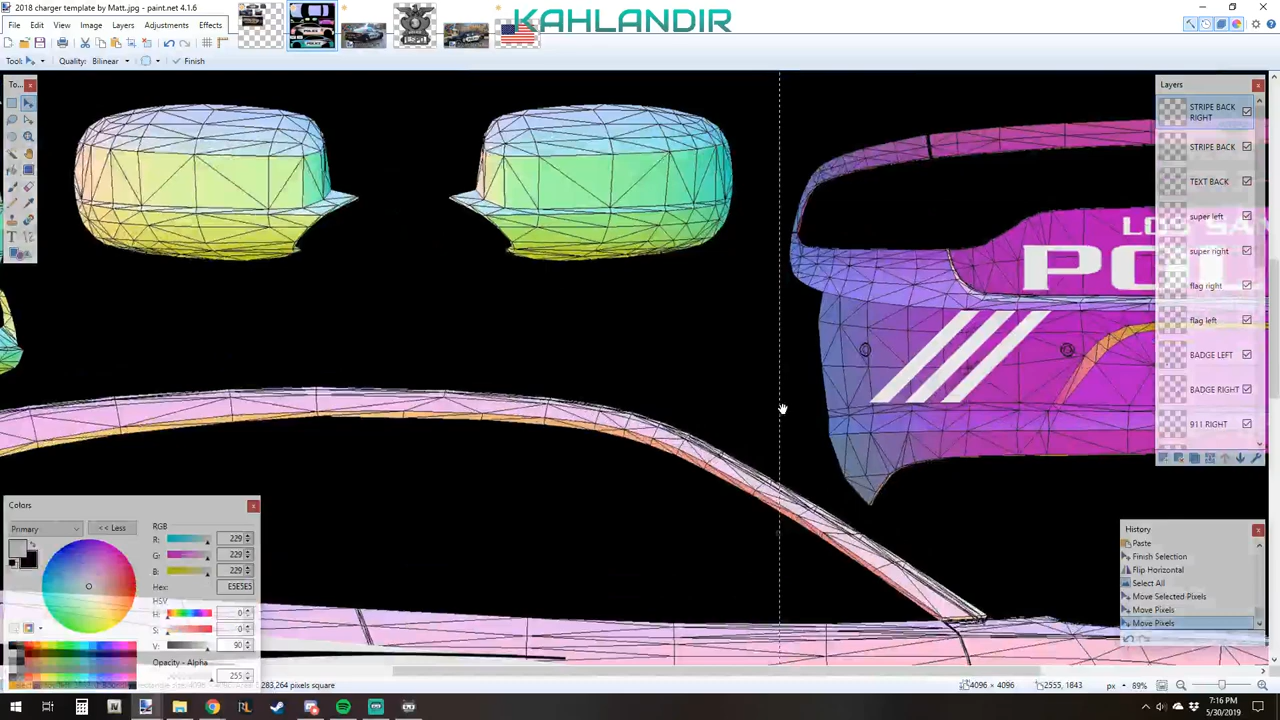 2018 charger template by Matt.jpg - paint.net 4.1.6
KAHLANDIR
File Edit View Image Layers Adjustments Effects
Tool: Quality: Bilinear Finish
To...
Layers
STRIPE BACK RIGHT
STRIPE BACK
TEXT BACK
super left
super right
flag right
flag left
BADGE LEFT
BADGE RIGHT
911 RIGHT
Colors
Primary
<< Less
RGB
R: 229
G: 229
B: 229
Hex: E5E5E5
HSV
H: 0
S: 0
V: 90
Opacity - Alpha
255
History
Paste
Finish Selection
Flip Horizontal
Select All
Move Selected Pixels
Move Pixels
Move Pixels
283,264 pixels square
4096 × 4096
2555, 1843
px
89%
7:16 PM
5/30/2019